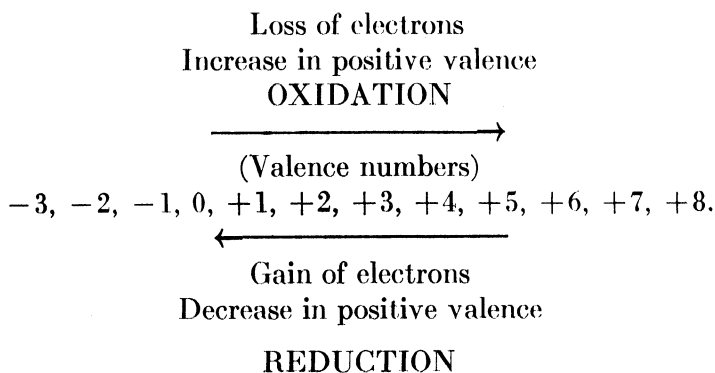 Loss of electrons
Increase in positive valence
OXIDATION
(Valence numbers)
−3, −2, −1, 0, +1, +2, +3, +4, +5, +6, +7, +8.
Gain of electrons
Decrease in positive valence
REDUCTION